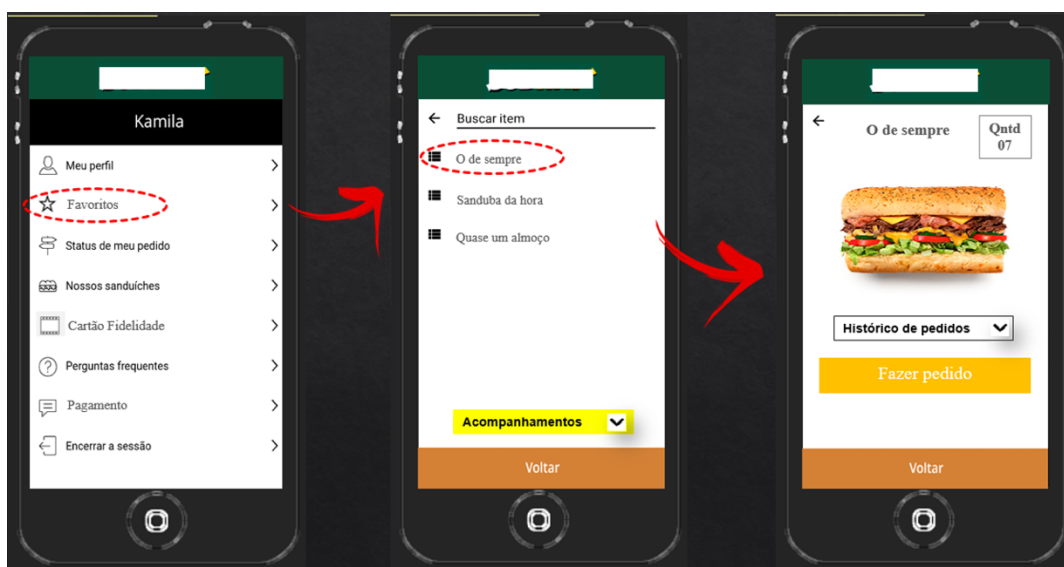 Kamila
Meu perfil
Favoritos
Status de meu pedido
Nossos sanduíches
Cartão Fidelidade
Perguntas frequentes
Pagamento
Encerrar a sessão
Buscar item
O de sempre
Sanduba da hora
Quase um almoço
Acompanhamentos
Voltar
O de sempre
Qntd
07
Histórico de pedidos
Fazer pedido
Voltar